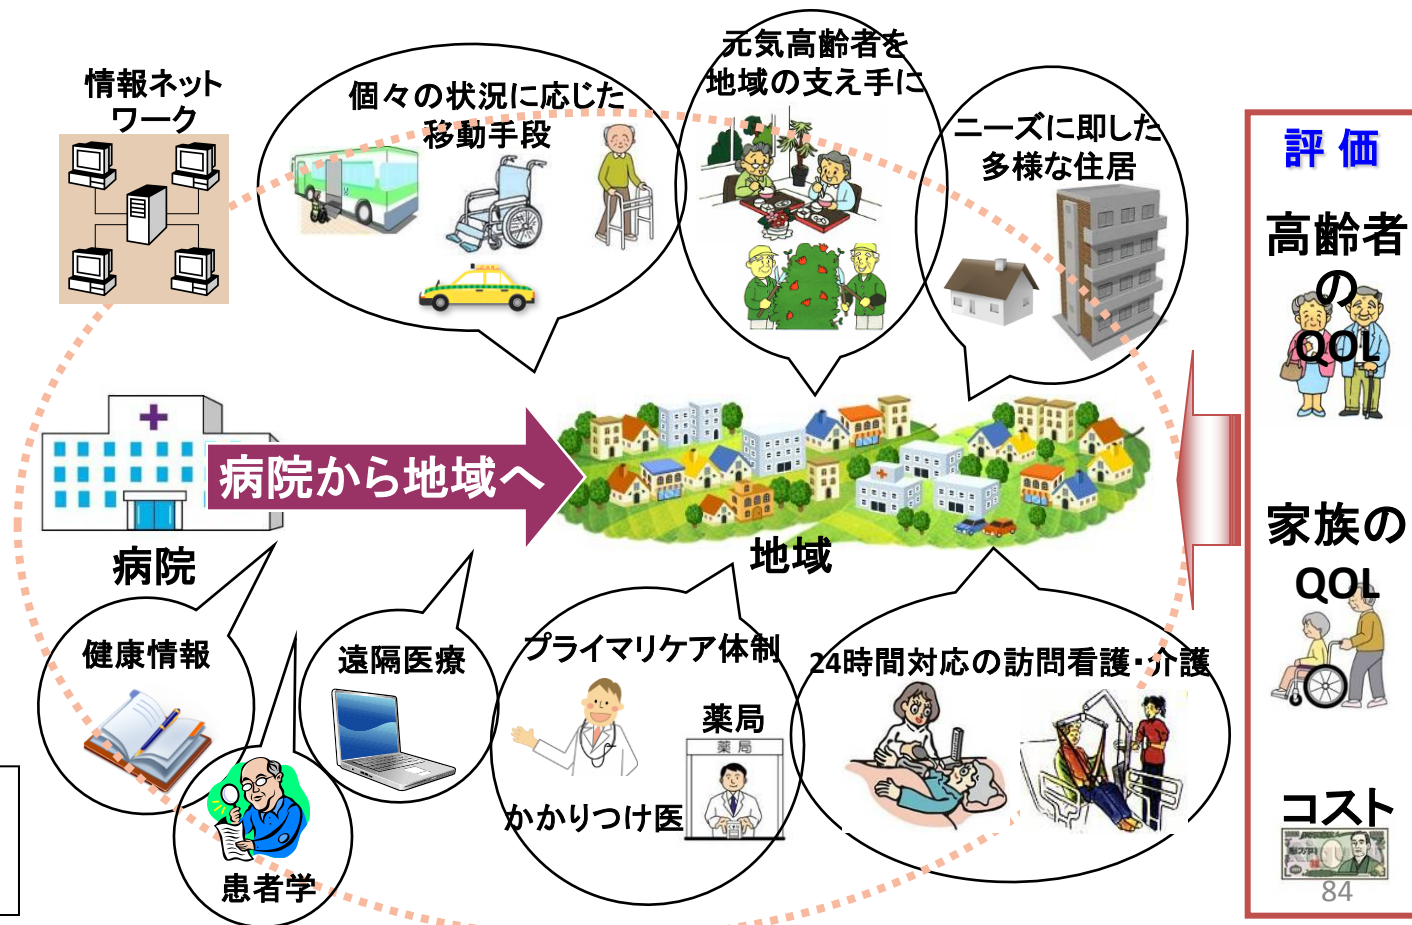 情報ネット
ワーク
個々の状況に応じた
移動手段
元気高齢者を
地域の支え手に
ニーズに即した
多様な住居
評 価
高齢者
の
QOL
病院から地域へ
病院
地域
家族の
QOL
健康情報
遠隔医療
プライマリケア体制
24時間対応の訪問看護・介護
薬局
薬 局
かかりつけ医
患者学
コスト
84